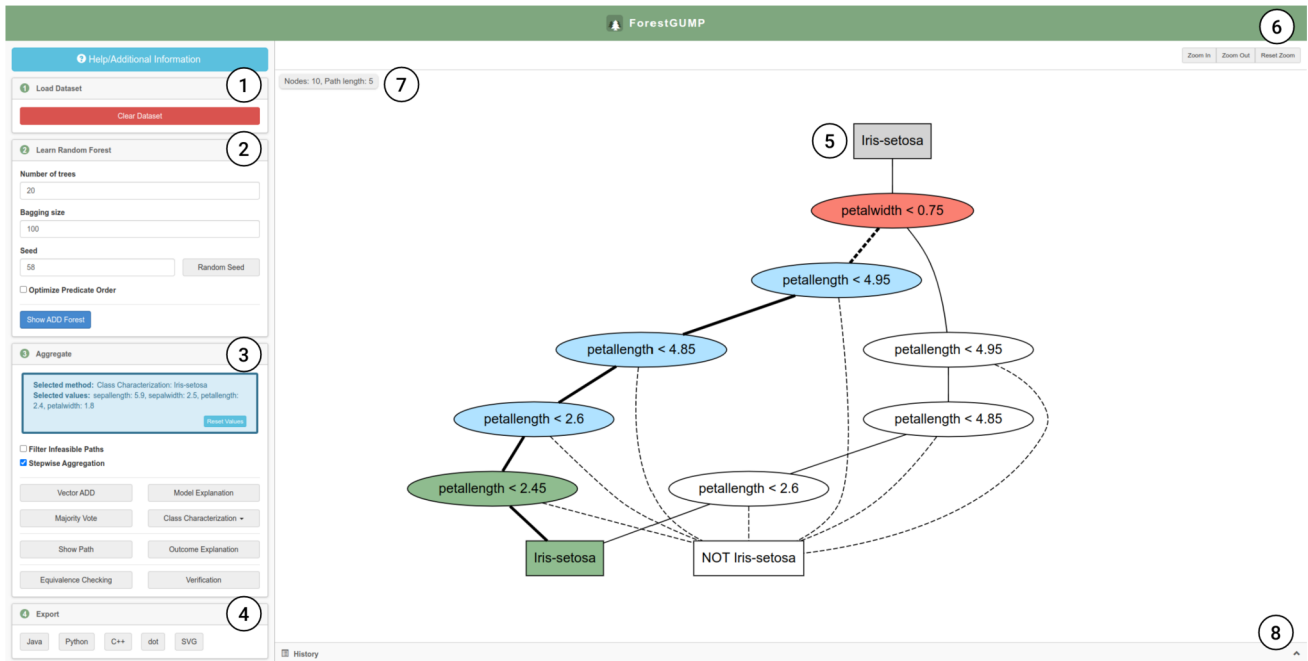 ForestGUMP
6
Help/Additional Information
Zoom In Zoom Out Reset Zoom
1 Load Dataset 1
Clear Dataset
2 Learn Random Forest 2
Number of trees
20
Bagging size
100
Seed
58 Random Seed
Optimize Predicate Order
Show ADD Forest
3 Aggregate 3
Selected method: Class Characterization: Iris-setosa
Selected values: sepallength: 5.9, sepalwidth: 2.5, petallength:
2.4, petalwidth: 1.8
Reset Values
Filter Infeasible Paths
Stepwise Aggregation
Vector ADD Model Explanation
Majority Vote Class Characterization
Show Path Outcome Explanation
Equivalence Checking Verification
4 Export 4
Java Python C++ dot SVG
Nodes: 10, Path length: 5 7
5 Iris-setosa
petalwidth < 0.75
petallength < 4.95
petallength < 4.85 petallength < 4.95
petallength < 2.6 petallength < 4.85
petallength < 2.45 petallength < 2.6
Iris-setosa NOT Iris-setosa
8
History